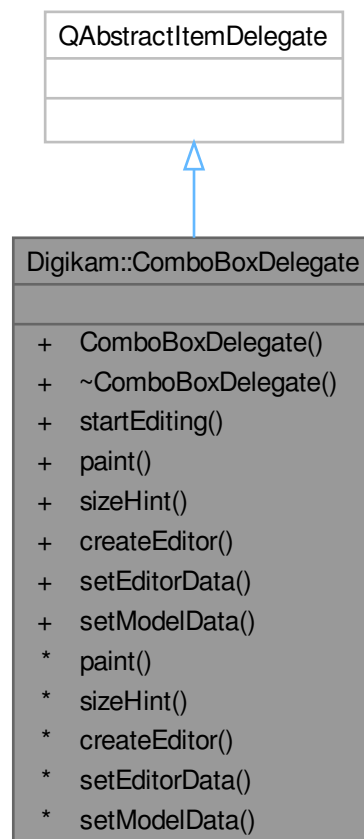 QAbstractItemDelegate
Digikam::ComboBoxDelegate
+ ComboBoxDelegate()
+ ~ComboBoxDelegate()
+ startEditing()
+ paint()
+ sizeHint()
+ createEditor()
+ setEditorData()
+ setModelData()
* paint()
* sizeHint()
* createEditor()
* setEditorData()
* setModelData()